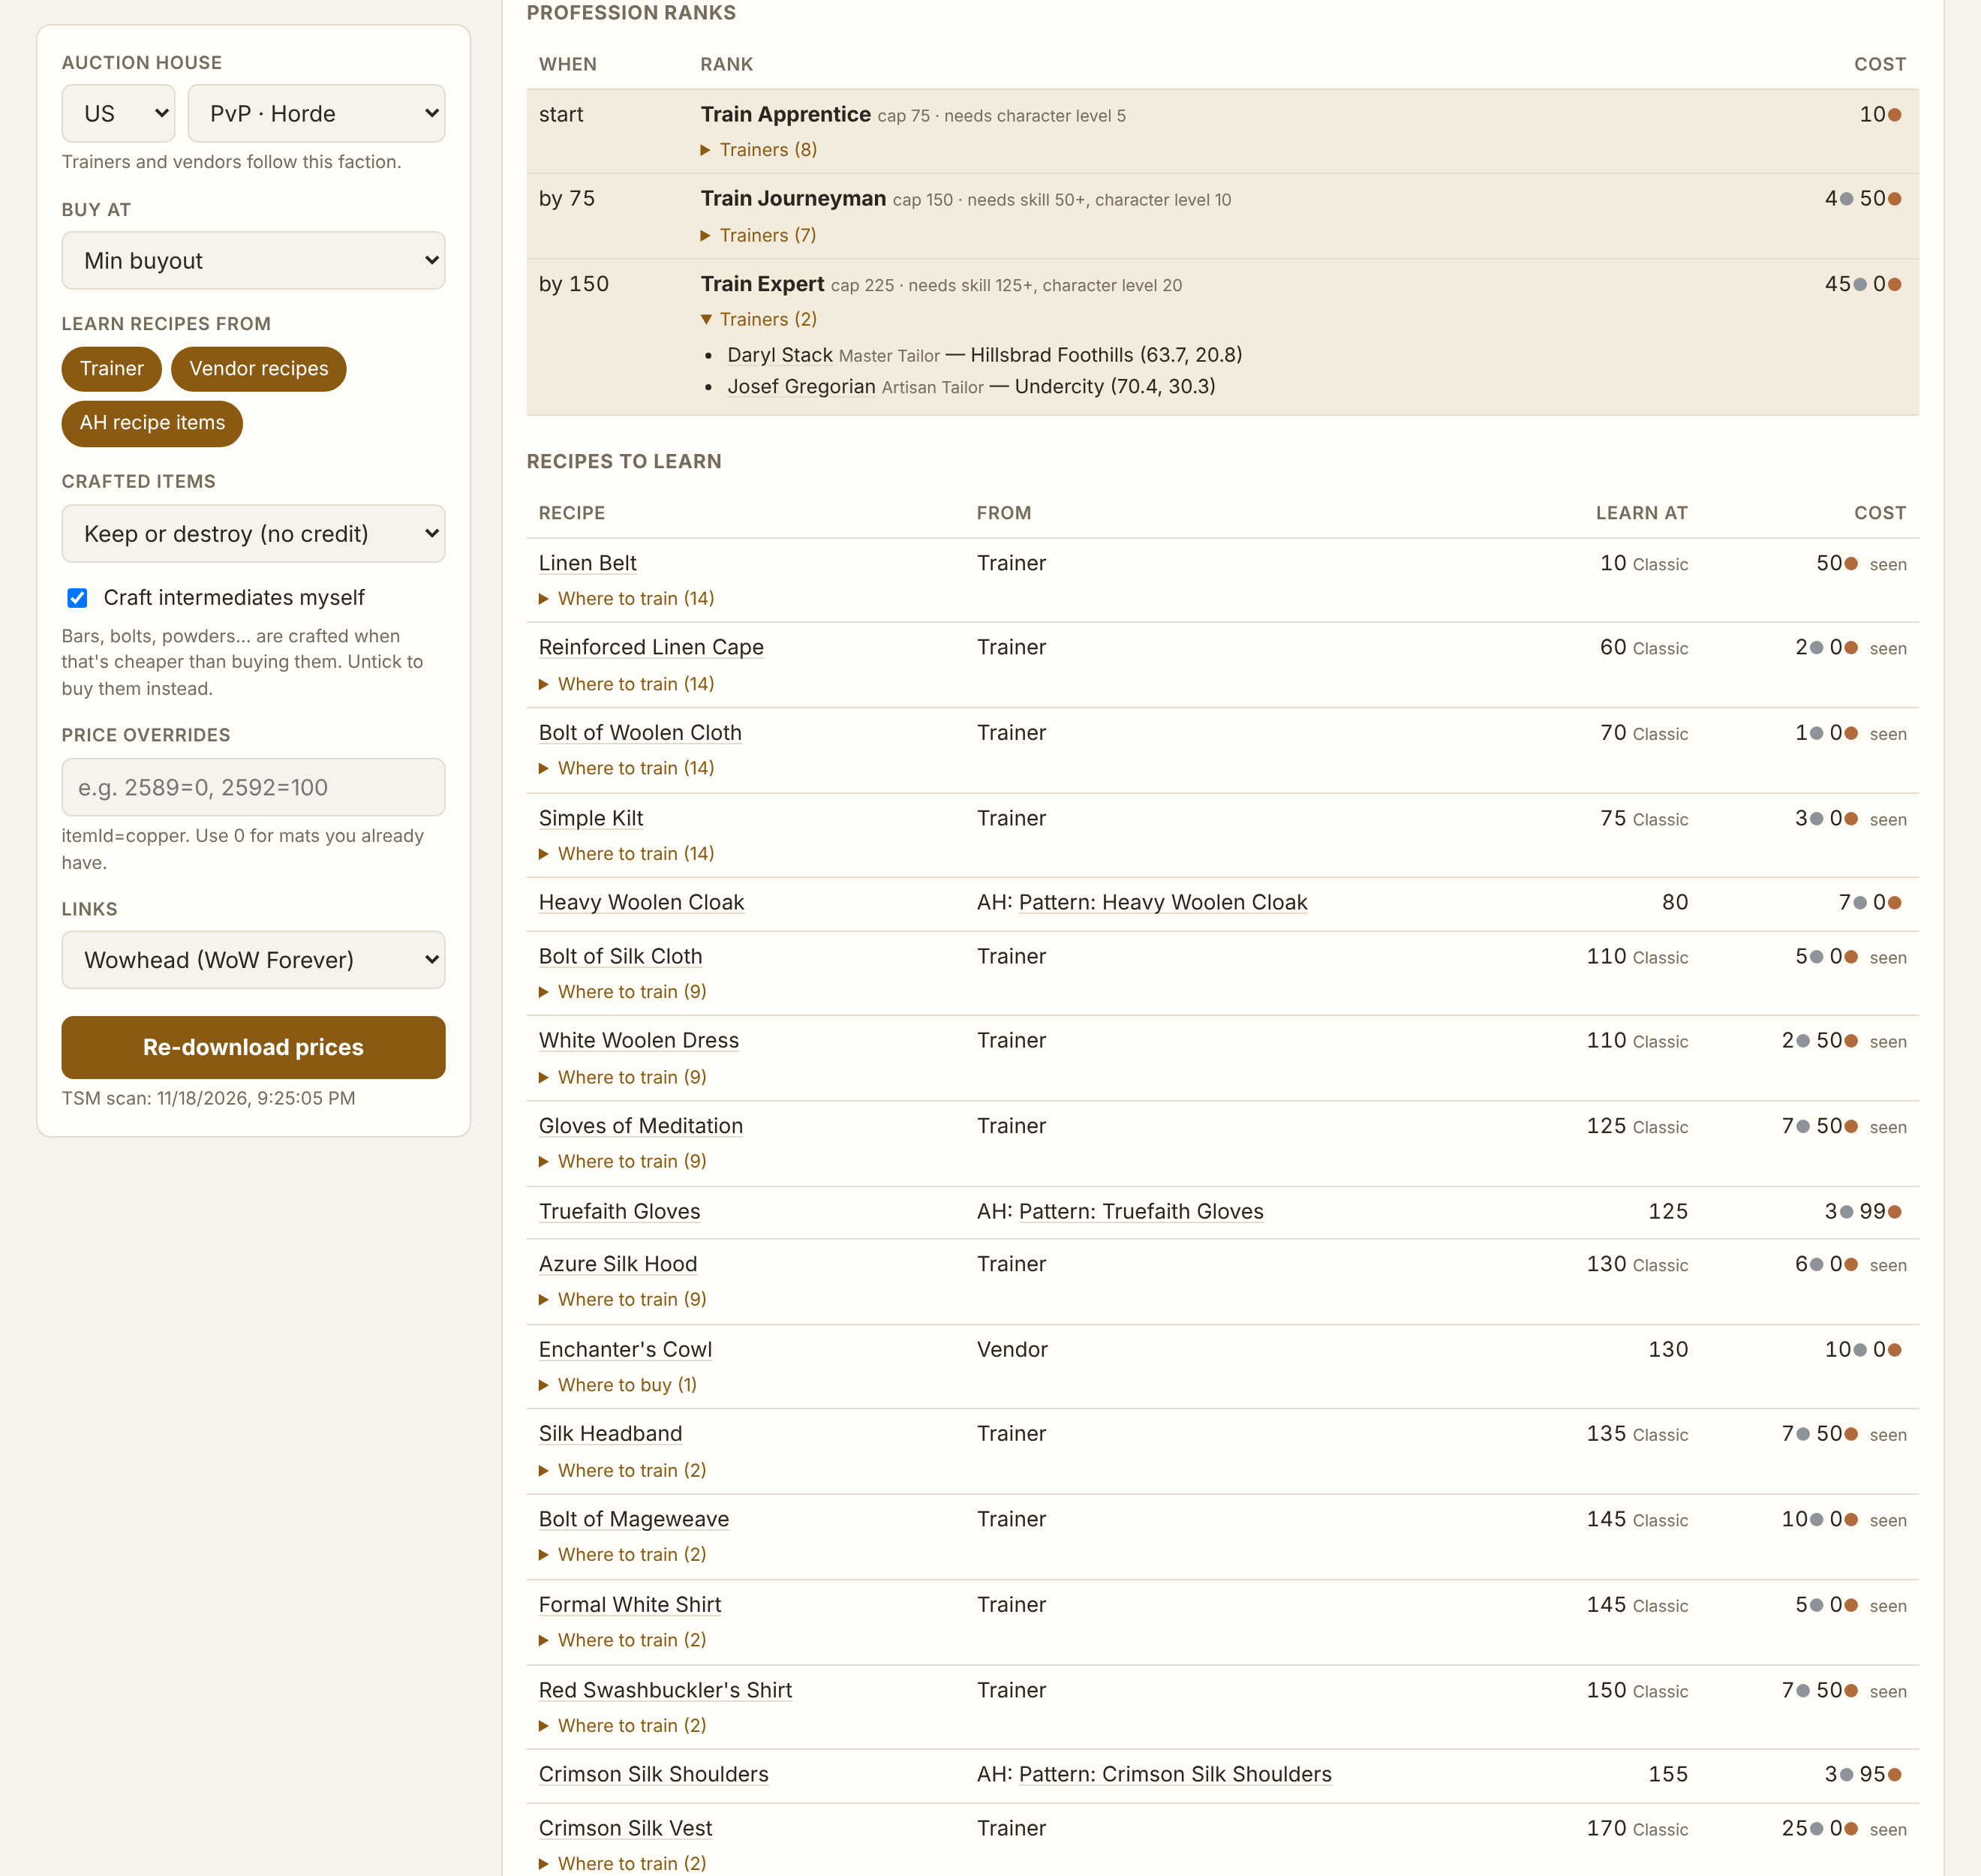 AUCTION HOUSE
US
PvP · Horde
Trainers and vendors follow this faction.
BUY AT
Min buyout
LEARN RECIPES FROM
Trainer
Vendor recipes
AH recipe items
CRAFTED ITEMS
Keep or destroy (no credit)
Craft intermediates myself
Bars, bolts, powders... are crafted when
that's cheaper than buying them. Untick to
buy them instead.
PRICE OVERRIDES
e.g. 2589=0, 2592=100
itemId=copper. Use 0 for mats you already
have.
LINKS
Wowhead (WoW Forever)
Re-download prices
TSM scan: 11/18/2026, 9:25:05 PM
PROFESSION RANKS
WHEN RANK COST
start Train Apprentice cap 75 · needs character level 5 10
▶ Trainers (8)
by 75 Train Journeyman cap 150 · needs skill 50+, character level 10 4 50
▶ Trainers (7)
by 150 Train Expert cap 225 · needs skill 125+, character level 20 45 0
▼ Trainers (2)
• Daryl Stack Master Tailor — Hillsbrad Foothills (63.7, 20.8)
• Josef Gregorian Artisan Tailor — Undercity (70.4, 30.3)
RECIPES TO LEARN
RECIPE FROM LEARN AT COST
Linen Belt Trainer 10 Classic 50 seen
▶ Where to train (14)
Reinforced Linen Cape Trainer 60 Classic 2 0 seen
▶ Where to train (14)
Bolt of Woolen Cloth Trainer 70 Classic 1 0 seen
▶ Where to train (14)
Simple Kilt Trainer 75 Classic 3 0 seen
▶ Where to train (14)
Heavy Woolen Cloak AH: Pattern: Heavy Woolen Cloak 80 7 0
Bolt of Silk Cloth Trainer 110 Classic 5 0 seen
▶ Where to train (9)
White Woolen Dress Trainer 110 Classic 2 50 seen
▶ Where to train (9)
Gloves of Meditation Trainer 125 Classic 7 50 seen
▶ Where to train (9)
Truefaith Gloves AH: Pattern: Truefaith Gloves 125 3 99
Azure Silk Hood Trainer 130 Classic 6 0 seen
▶ Where to train (9)
Enchanter's Cowl Vendor 130 10 0
▶ Where to buy (1)
Silk Headband Trainer 135 Classic 7 50 seen
▶ Where to train (2)
Bolt of Mageweave Trainer 145 Classic 10 0 seen
▶ Where to train (2)
Formal White Shirt Trainer 145 Classic 5 0 seen
▶ Where to train (2)
Red Swashbuckler's Shirt Trainer 150 Classic 7 50 seen
▶ Where to train (2)
Crimson Silk Shoulders AH: Pattern: Crimson Silk Shoulders 155 3 95
Crimson Silk Vest Trainer 170 Classic 25 0 seen
▶ Where to train (2)